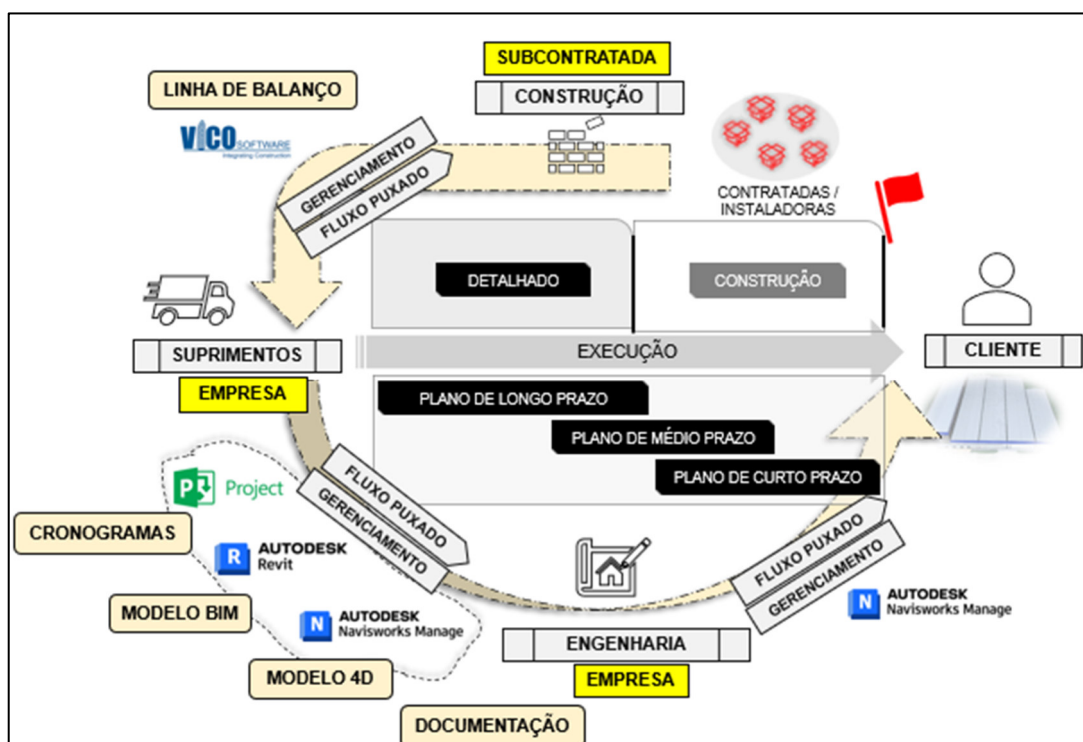 SUBCONTRATADA
LINHA DE BALANÇO
CONSTRUÇÃO
VICO SOFTWARE
Integrating Construction
GERENCIAMENTO
FLUXO PUXADO
CONTRATADAS /
INSTALADORAS
DETALHADO
CONSTRUÇÃO
SUPRIMENTOS
EXECUÇÃO
CLIENTE
EMPRESA
PLANO DE LONGO PRAZO
PLANO DE MÉDIO PRAZO
PLANO DE CURTO PRAZO
FLUXO PUXADO
GERENCIAMENTO
P Project
CRONOGRAMAS
R AUTODESK
Revit
MODELO BIM
N AUTODESK
Navisworks Manage
MODELO 4D
ENGENHARIA
EMPRESA
DOCUMENTAÇÃO
FLUXO PUXADO
GERENCIAMENTO
N AUTODESK
Navisworks Manage